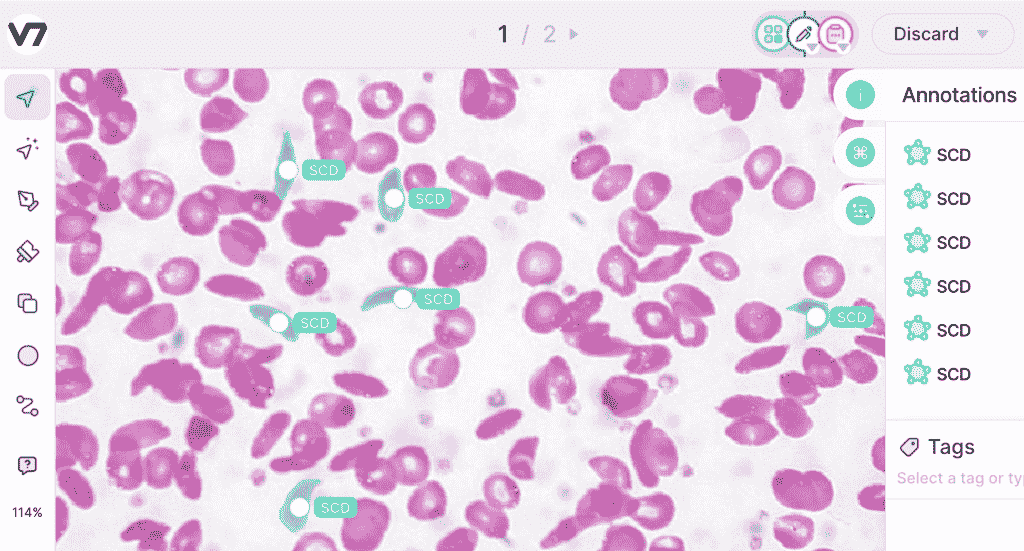 V7
1 / 2
Discard
Annotations
SCD
SCD
SCD
SCD
SCD
SCD
SCD
SCD
SCD
SCD
SCD
SCD
Tags
Select a tag or typ
114%